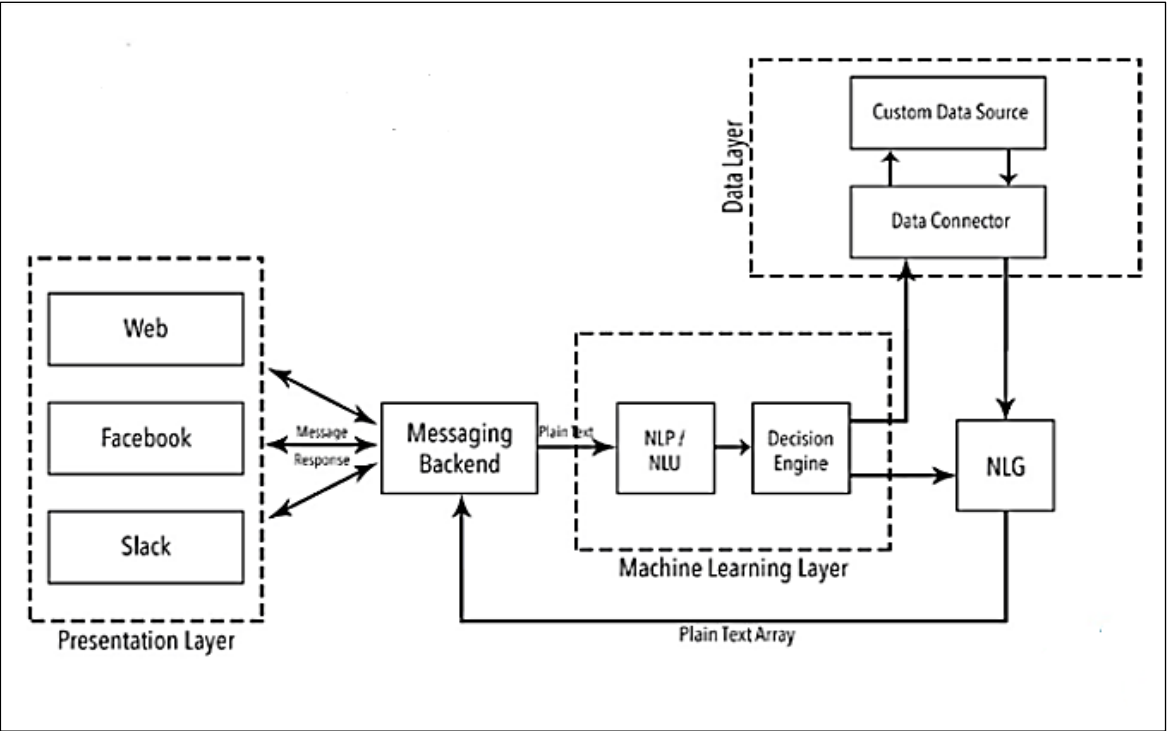 Custom Data Source
Data Connector
Data Layer
Web
Facebook
Slack
Presentation Layer
Message
Response
Messaging
Backend
Plain Text
NLP /
NLU
Decision
Engine
Machine Learning Layer
NLG
Plain Text Array